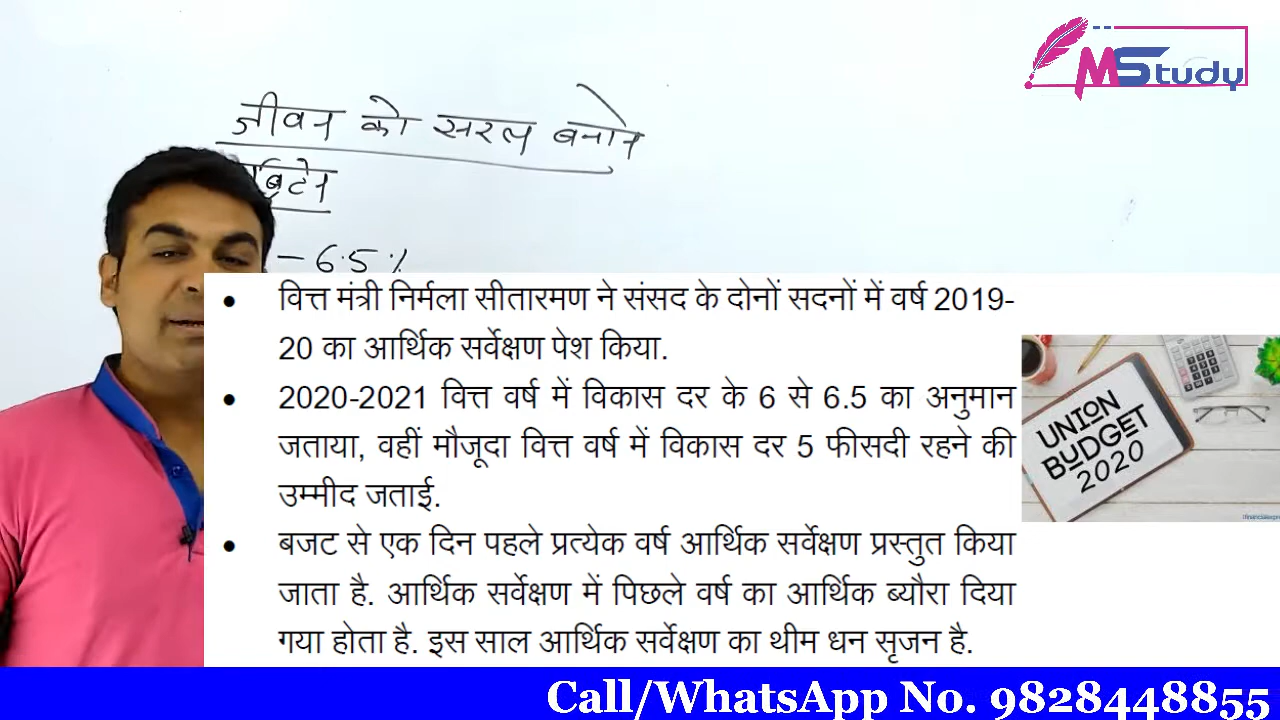 MStudy
जीवन को सरल बनाने
ब्रिटेन
- 6.5%
वित्त मंत्री निर्मला सीतारमण ने संसद के दोनों सदनों में वर्ष 2019-
20 का आर्थिक सर्वेक्षण पेश किया.
2020-2021 वित्त वर्ष में विकास दर के 6 से 6.5 का अनुमान
जताया, वहीं मौजूदा वित्त वर्ष में विकास दर 5 फीसदी रहने की
उम्मीद जताई.
बजट से एक दिन पहले प्रत्येक वर्ष आर्थिक सर्वेक्षण प्रस्तुत किया
जाता है. आर्थिक सर्वेक्षण में पिछले वर्ष का आर्थिक ब्यौरा दिया
गया होता है. इस साल आर्थिक सर्वेक्षण का थीम धन सृजन है.
UNION
BUDGET
2020
Call/WhatsApp No. 9828448855